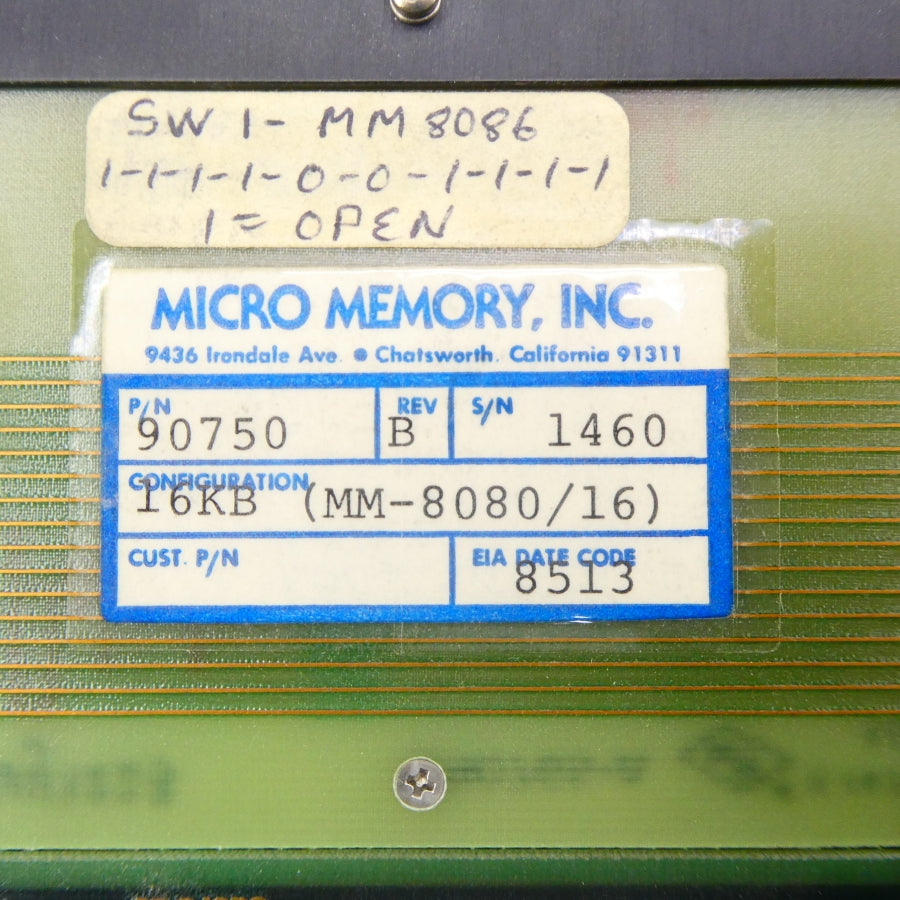 SW 1- MM 8086
1-1-1-1-0-0-1-1-1-1
1 = OPEN
MICRO MEMORY, INC.
9436 Irondale Ave. ● Chatsworth, California 91311
P/N 90750 REV B S/N 1460
CONFIGURATION
16KB (MM-8080/16)
CUST. P/N EIA DATE CODE
8513